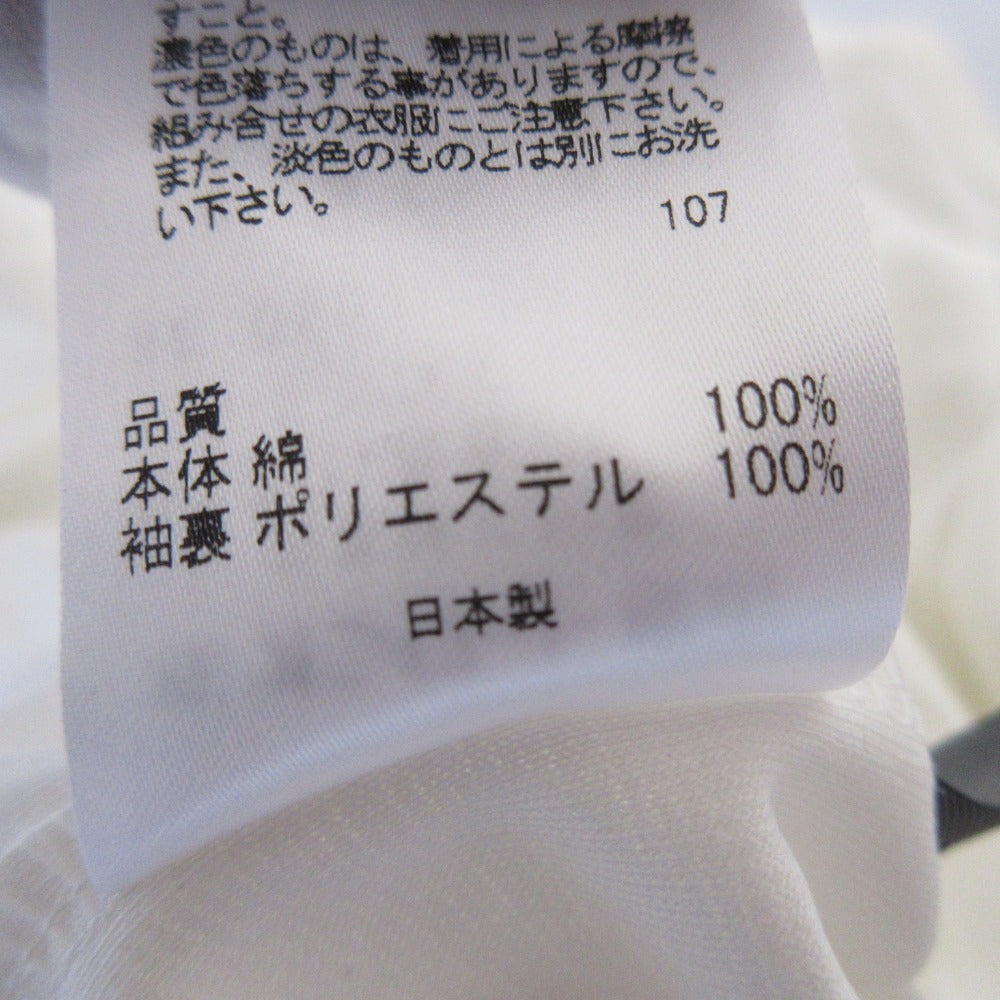 すこと。
濃色のものは、着用による摩擦
で色落ちする事がありますので、
組み合せの衣服にご注意下さい。
また、淡色のものとは別にお洗
い下さい。
107
品質
本体 綿 100%
袖裏 ポリエステル 100%
日本製